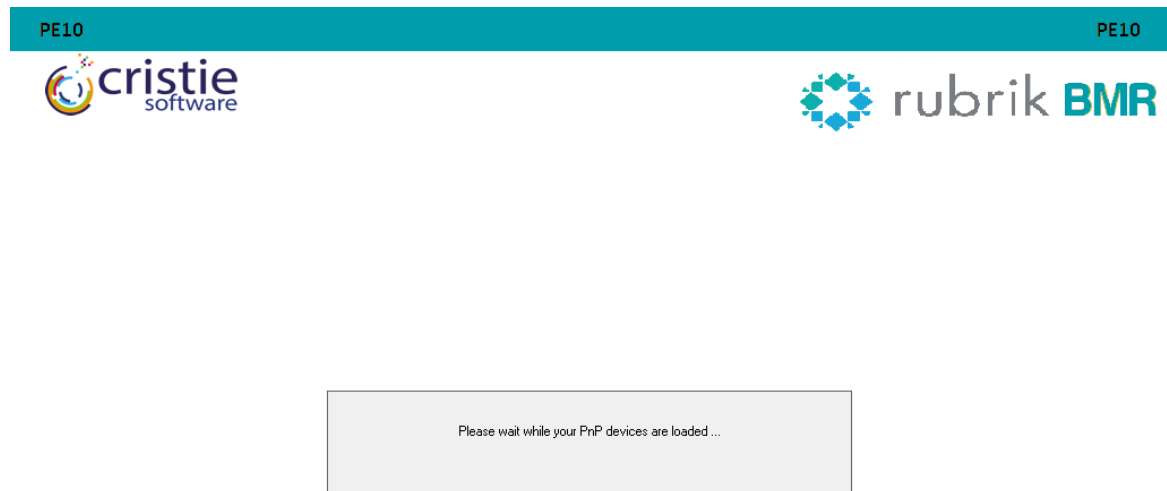 PE10 PE10
cristie
software
rubrik BMR
Please wait while your PnP devices are loaded ...